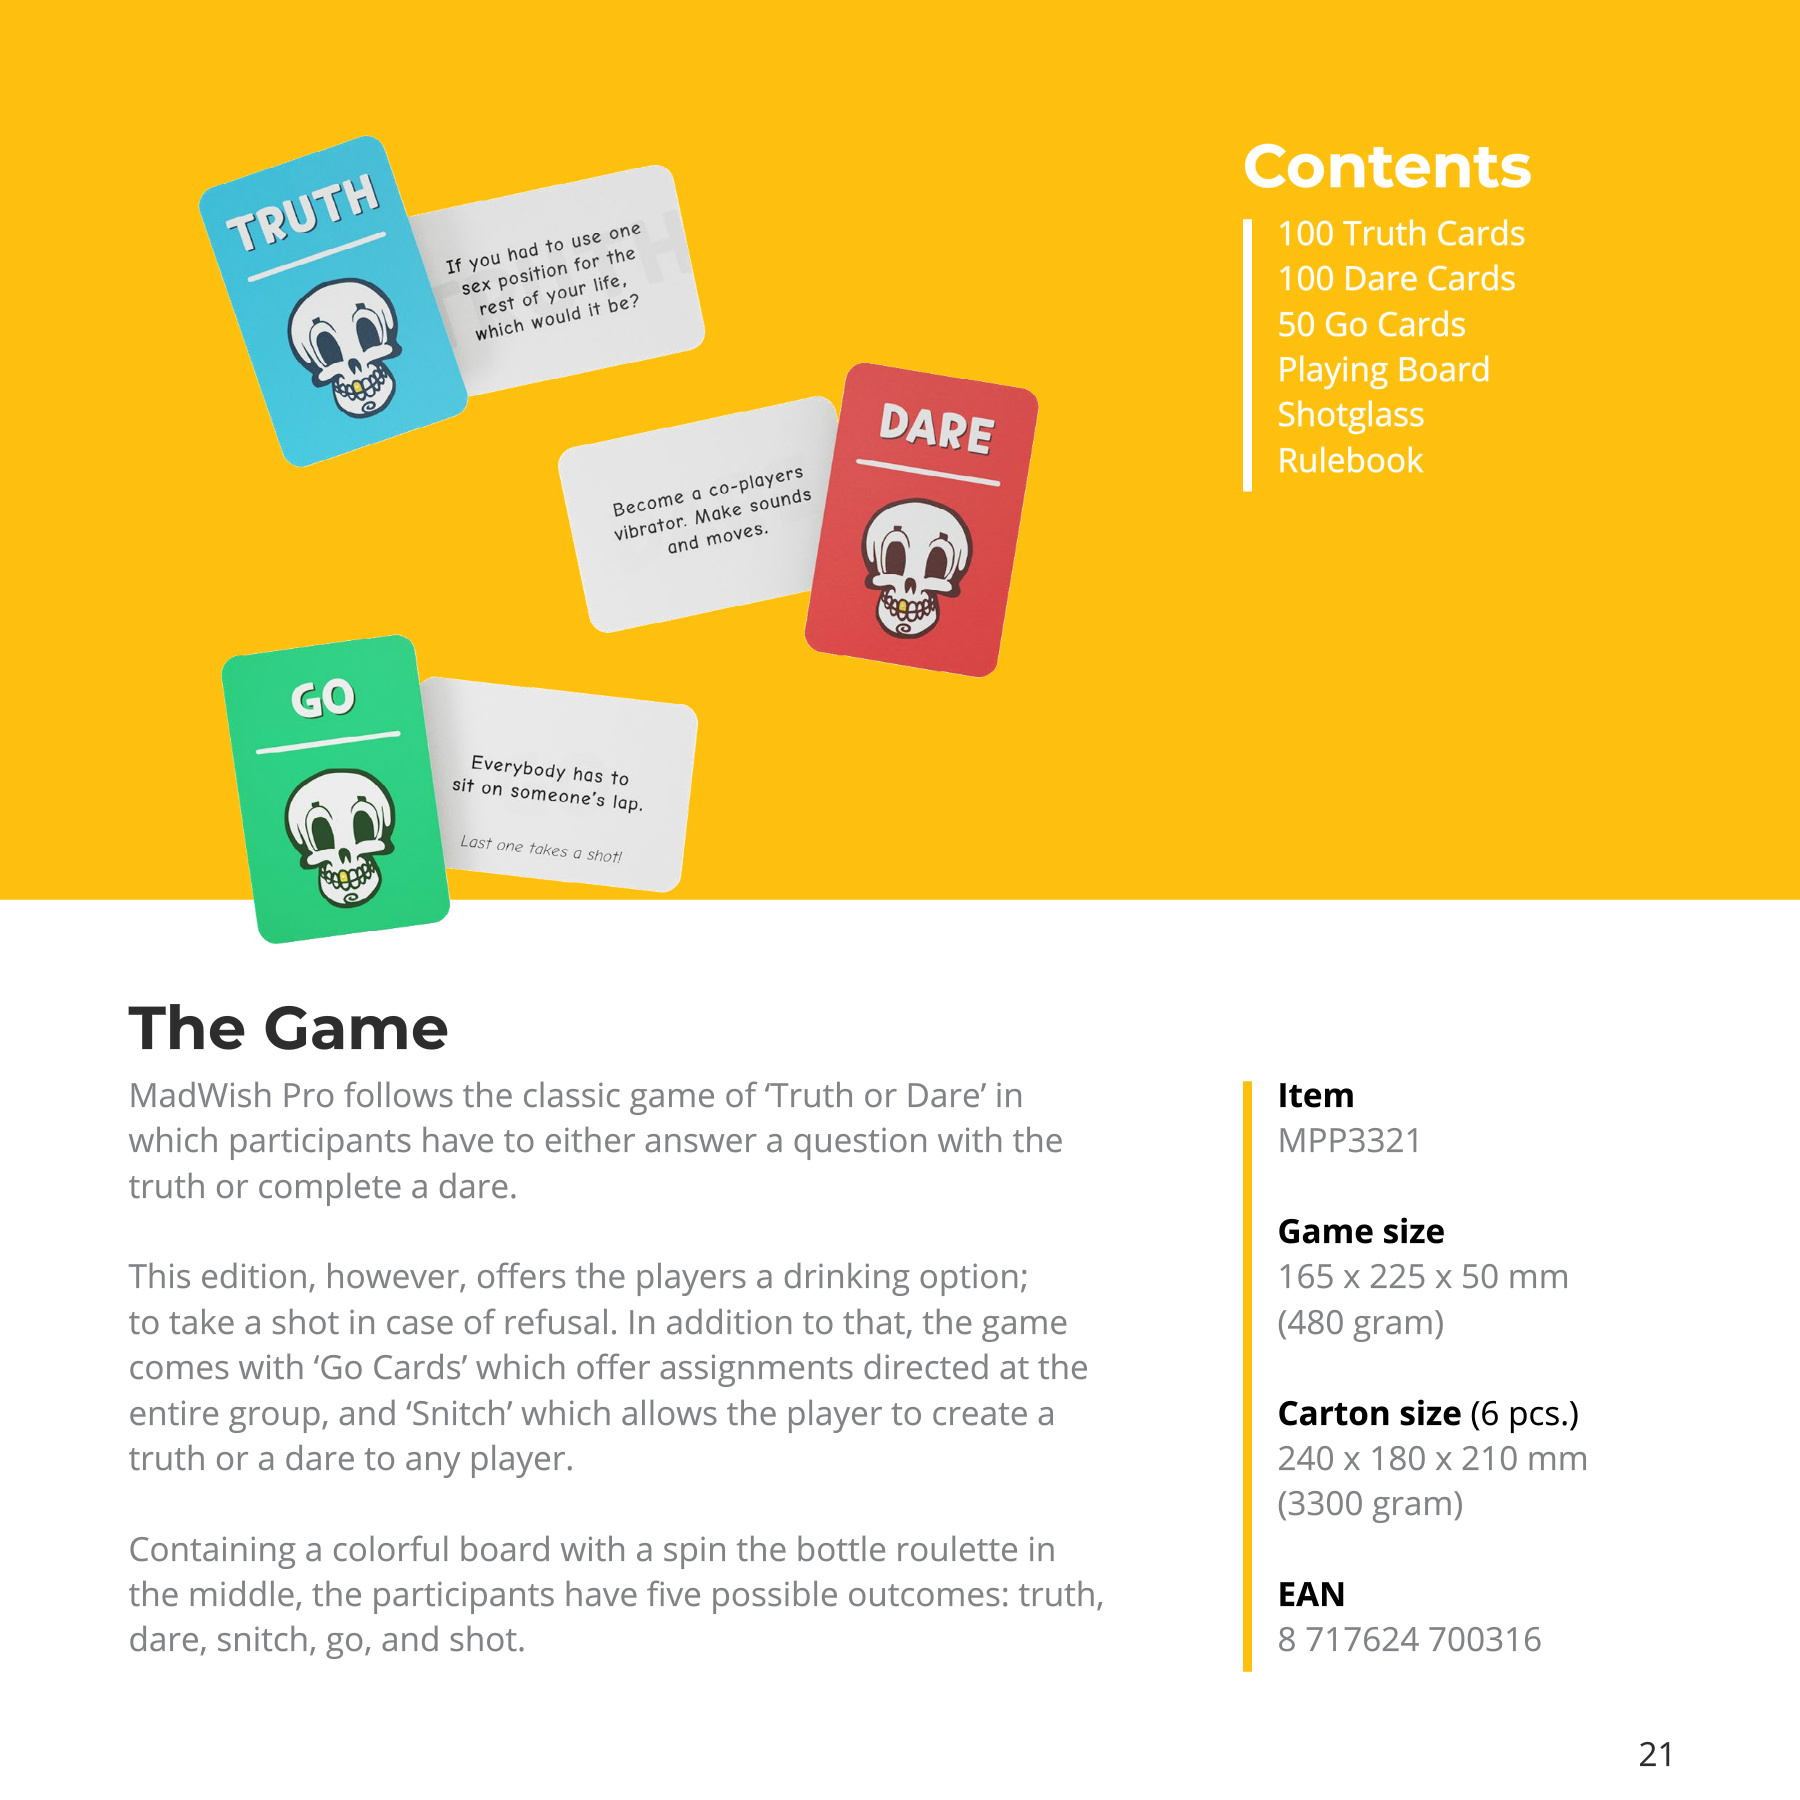 TRUTH
If you had to use one
sex position for the
rest of your life,
which would it be?
DARE
Become a co-players
vibrator. Make sounds
and moves.
GO
Everybody has to
sit on someone's lap.
Last one takes a shot!
Contents
100 Truth Cards
100 Dare Cards
50 Go Cards
Playing Board
Shotglass
Rulebook
The Game
MadWish Pro follows the classic game of ‘Truth or Dare’ in
which participants have to either answer a question with the
truth or complete a dare.
This edition, however, offers the players a drinking option;
to take a shot in case of refusal. In addition to that, the game
comes with ‘Go Cards’ which offer assignments directed at the
entire group, and ‘Snitch’ which allows the player to create a
truth or a dare to any player.
Containing a colorful board with a spin the bottle roulette in
the middle, the participants have five possible outcomes: truth,
dare, snitch, go, and shot.
Item
MPP3321
Game size
165 x 225 x 50 mm
(480 gram)
Carton size (6 pcs.)
240 x 180 x 210 mm
(3300 gram)
EAN
8 717624 700316
21